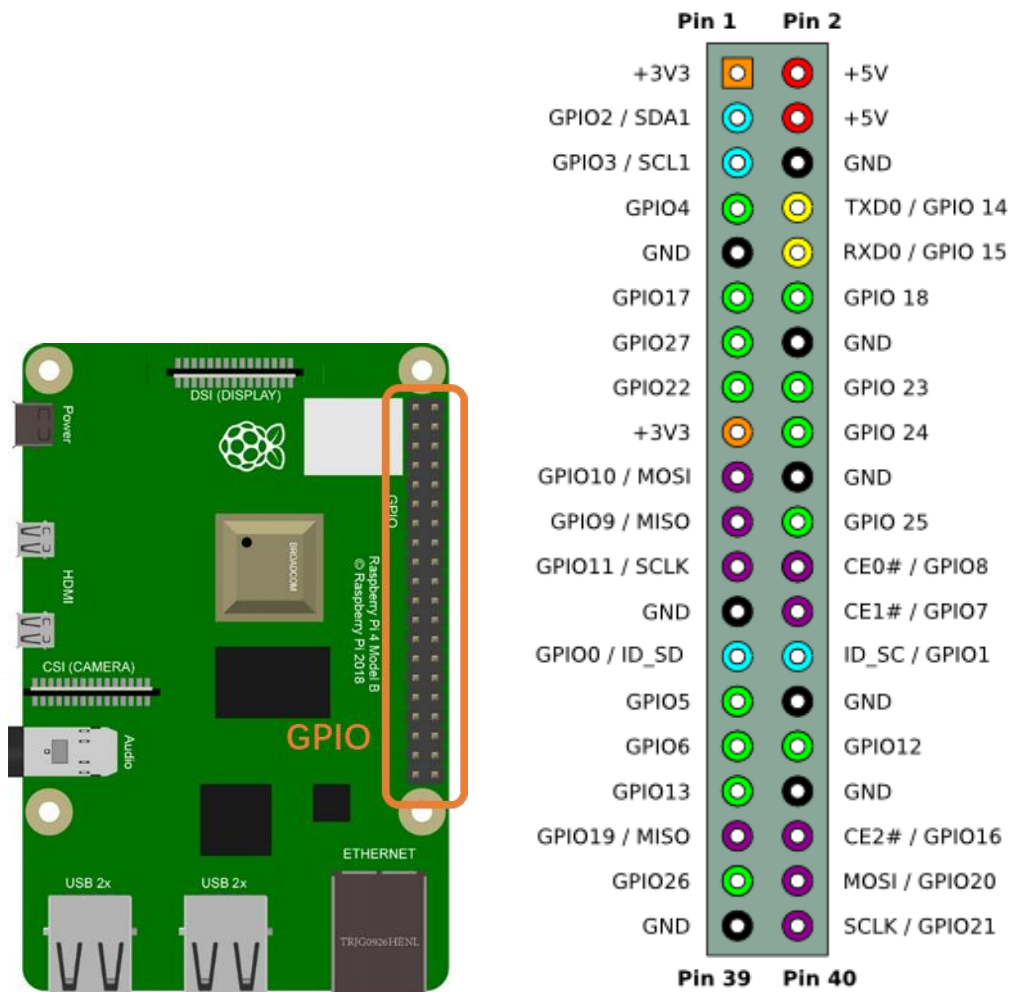 Pin 1 Pin 2
+3V3 +5V
GPIO2 / SDA1 +5V
GPIO3 / SCL1 GND
GPIO4 TXD0 / GPIO 14
GND RXD0 / GPIO 15
GPIO17 GPIO 18
GPIO27 GND
GPIO22 GPIO 23
+3V3 GPIO 24
GPIO10 / MOSI GND
GPIO9 / MISO GPIO 25
GPIO11 / SCLK CE0# / GPIO8
GND CE1# / GPIO7
GPIO0 / ID_SD ID_SC / GPIO1
GPIO5 GND
GPIO6 GPIO12
GPIO13 GND
GPIO19 / MISO CE2# / GPIO16
GPIO26 MOSI / GPIO20
GND SCLK / GPIO21
Pin 39 Pin 40
DSI (DISPLAY)
Power
GPIO
BROADCOM
Raspberry Pi 4 Model B
© Raspberry Pi 2018
HDMI
CSI (CAMERA)
GPIO
Audio
ETHERNET
USB 2x USB 2x
TRJG0926HENL